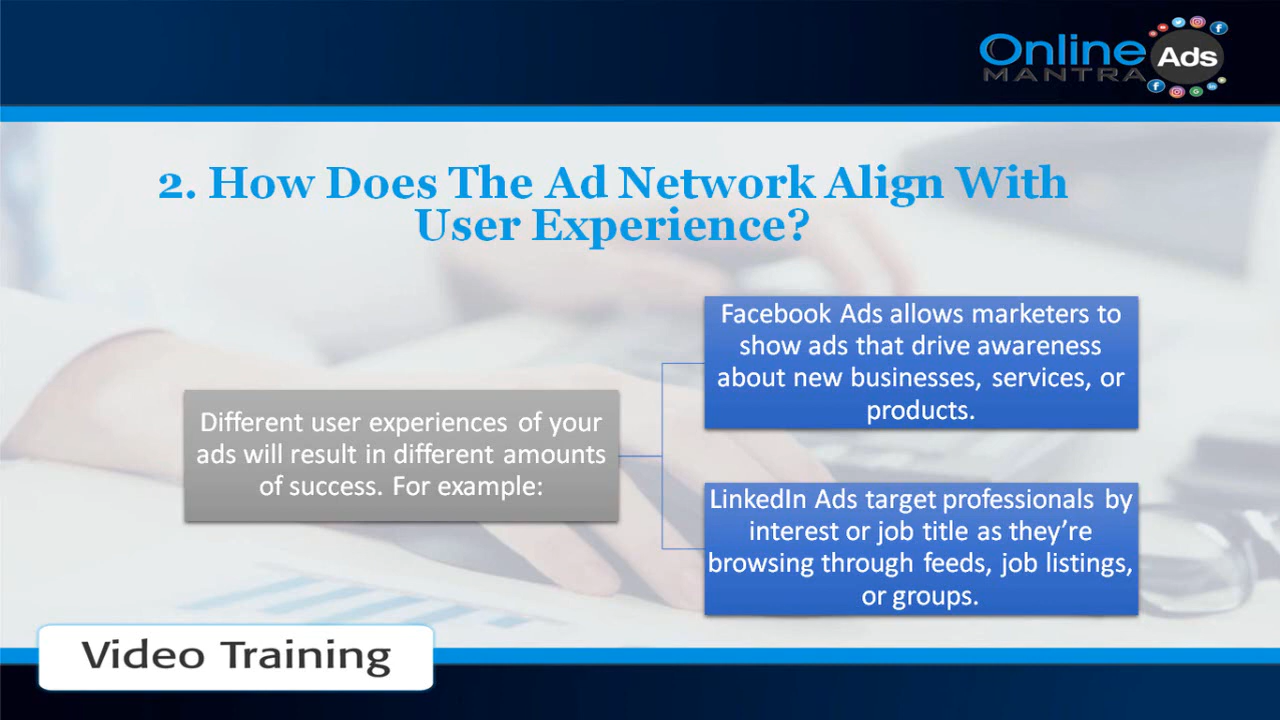 Online
Ads
MANTRA
2. How Does The Ad Network Align With
User Experience?
Different user experiences of your
ads will result in different amounts
of success. For example:
Facebook Ads allows marketers to
show ads that drive awareness
about new businesses, services, or
products.
LinkedIn Ads target professionals by
interest or job title as they’re
browsing through feeds, job listings,
or groups.
Video Training